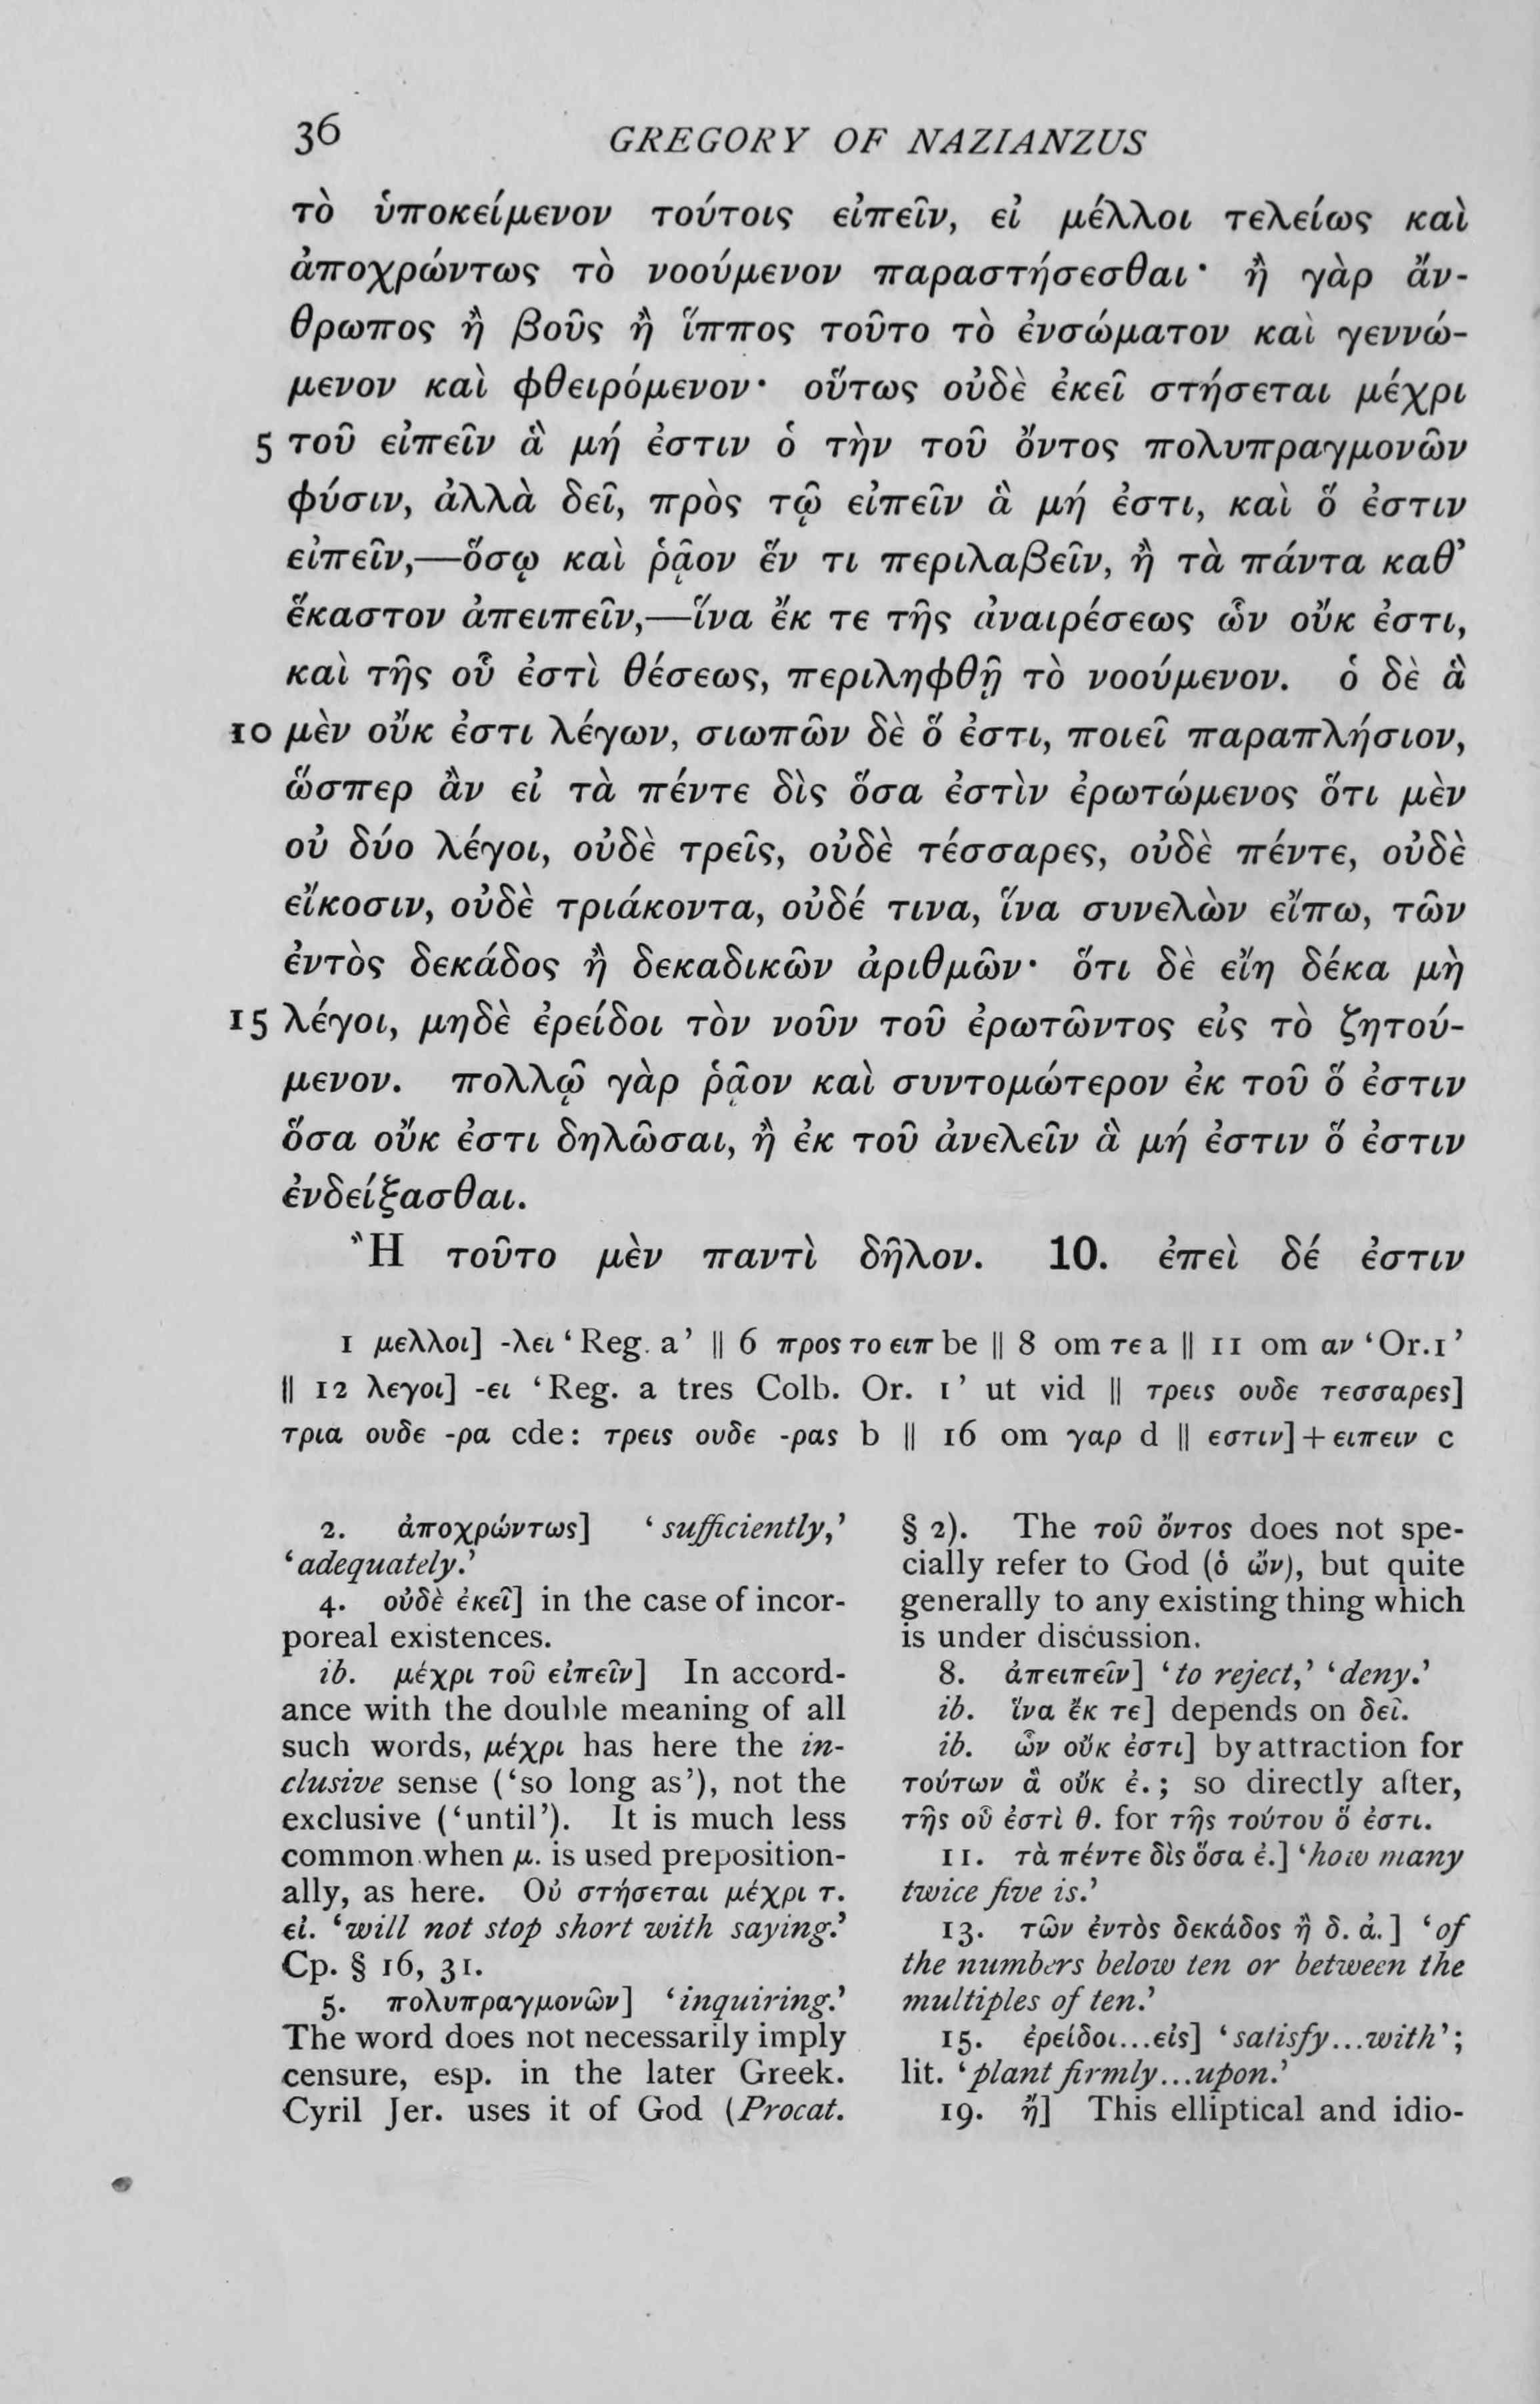 36 GREGORY OF NAZIANZUS
τὸ ὑποκείμενον τούτοις εἰπεῖν, εἰ μέλλοι τελείως καὶ
ἀποχρώντως τὸ νοούμενον παραστήσεσθαι· ἢ γὰρ ἄν-
θρωπος ἢ βοῦς ἢ ἵππος τοῦτο τὸ ἐνσώματον καὶ γεννώ-
μενον καὶ φθειρόμενον· οὕτως οὐδὲ ἐκεῖ στήσεται μέχρι
5 τοῦ εἰπεῖν ἃ μή ἐστιν ὁ τὴν τοῦ ὄντος πολυπραγμονῶν
φύσιν, ἀλλὰ δεῖ, πρὸς τῷ εἰπεῖν ἃ μή ἐστι, καὶ ὅ ἐστιν
εἰπεῖν,—ὅσῳ καὶ ῥᾷον ἕν τι περιλαβεῖν, ἢ τὰ πάντα καθ’
ἕκαστον ἀπειπεῖν,—ἵνα ἔκ τε τῆς ἀναιρέσεως ὧν οὔκ ἐστι,
καὶ τῆς οὗ ἐστὶ θέσεως, περιληφθῇ τὸ νοούμενον. ὁ δὲ ἃ
10 μὲν οὔκ ἐστι λέγων, σιωπῶν δὲ ὅ ἐστι, ποιεῖ παραπλήσιον,
ὥσπερ ἂν εἰ τὰ πέντε δὶς ὅσα ἐστὶν ἐρωτώμενος ὅτι μὲν
οὐ δύο λέγοι, οὐδὲ τρεῖς, οὐδὲ τέσσαρες, οὐδὲ πέντε, οὐδὲ
εἴκοσιν, οὐδὲ τριάκοντα, οὐδέ τινα, ἵνα συνελὼν εἴπω, τῶν
ἐντὸς δεκάδος ἢ δεκαδικῶν ἀριθμῶν· ὅτι δὲ εἴη δέκα μὴ
15 λέγοι, μηδὲ ἐρείδοι τὸν νοῦν τοῦ ἐρωτῶντος εἰς τὸ ζητού-
μενον. πολλῷ γὰρ ῥᾷον καὶ συντομώτερον ἐκ τοῦ ὅ ἐστιν
ὅσα οὔκ ἐστι δηλῶσαι, ἢ ἐκ τοῦ ἀνελεῖν ἃ μή ἐστιν ὅ ἐστιν
ἐνδείξασθαι.
Ἢ τοῦτο μὲν παντὶ δῆλον. 10. ἐπεὶ δέ ἐστιν
1 μελλοι] -λει ‘Reg. a’ || 6 προς το ειπ be || 8 om τε a || 11 om αν ‘Or.1’
|| 12 λεγοι] -ει ‘Reg. a tres Colb. Or. 1’ ut vid || τρεις ουδε τεσσαρες]
τρια ουδε -ρα cde: τρεις ουδε -ρας b || 16 om γαρ d || εστιν]+ειπειν c
2. ἀποχρώντως] ‘sufficiently,’
‘adequately.’
4. οὐδὲ ἐκεῖ] in the case of incor-
poreal existences.
ib. μέχρι τοῦ εἰπεῖν] In accord-
ance with the double meaning of all
such words, μέχρι has here the in-
clusive sense (‘so long as’), not the
exclusive (‘until’). It is much less
common when μ. is used preposition-
ally, as here. Οὐ στήσεται μέχρι τ.
εἰ. ‘will not stop short with saying.’
Cp. § 16, 31.
5. πολυπραγμονῶν] ‘inquiring.’
The word does not necessarily imply
censure, esp. in the later Greek.
Cyril Jer. uses it of God (Procat.
§ 2). The τοῦ ὄντος does not spe-
cially refer to God (ὁ ὤν), but quite
generally to any existing thing which
is under discussion.
8. ἀπειπεῖν] ‘to reject,’ ‘deny.’
ib. ἵνα ἔκ τε] depends on δεῖ.
ib. ὧν οὔκ ἐστι] by attraction for
τούτων ἃ οὔκ ἐ.; so directly after,
τῆς οὗ ἐστὶ θ. for τῆς τούτου ὅ ἐστι.
11. τὰ πέντε δὶς ὅσα ἐ.] ‘how many
twice five is.’
13. τῶν ἐντὸς δεκάδος ἢ δ. ἀ.] ‘of
the numbers below ten or between the
multiples of ten.’
15. ἐρείδοι...εἰς] ‘satisfy...with’;
lit. ‘plant firmly...upon.’
19. ἤ] This elliptical and idio-